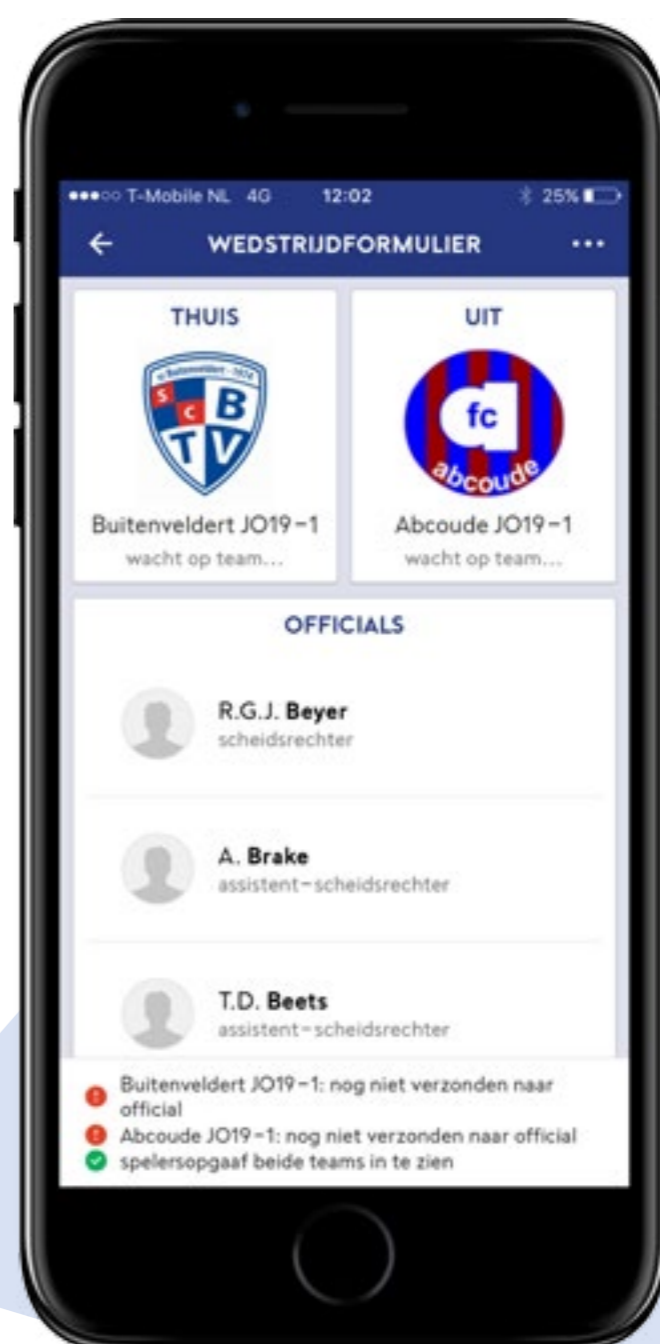 T-Mobile NL 4G 12:02 25%
WEDSTRIJDFORMULIER
THUIS
SC
B
TV
Buitenveldert JO19-1
wacht op team...
UIT
fc
abcoude
Abcoude JO19-1
wacht op team...
OFFICIALS
R.G.J. Beyer
scheidsrechter
A. Brake
assistent-scheidsrechter
T.D. Beets
assistent-scheidsrechter
Buitenveldert JO19-1: nog niet verzonden naar
official
Abcoude JO19-1: nog niet verzonden naar official
spelersopgaaf beide teams in te zien